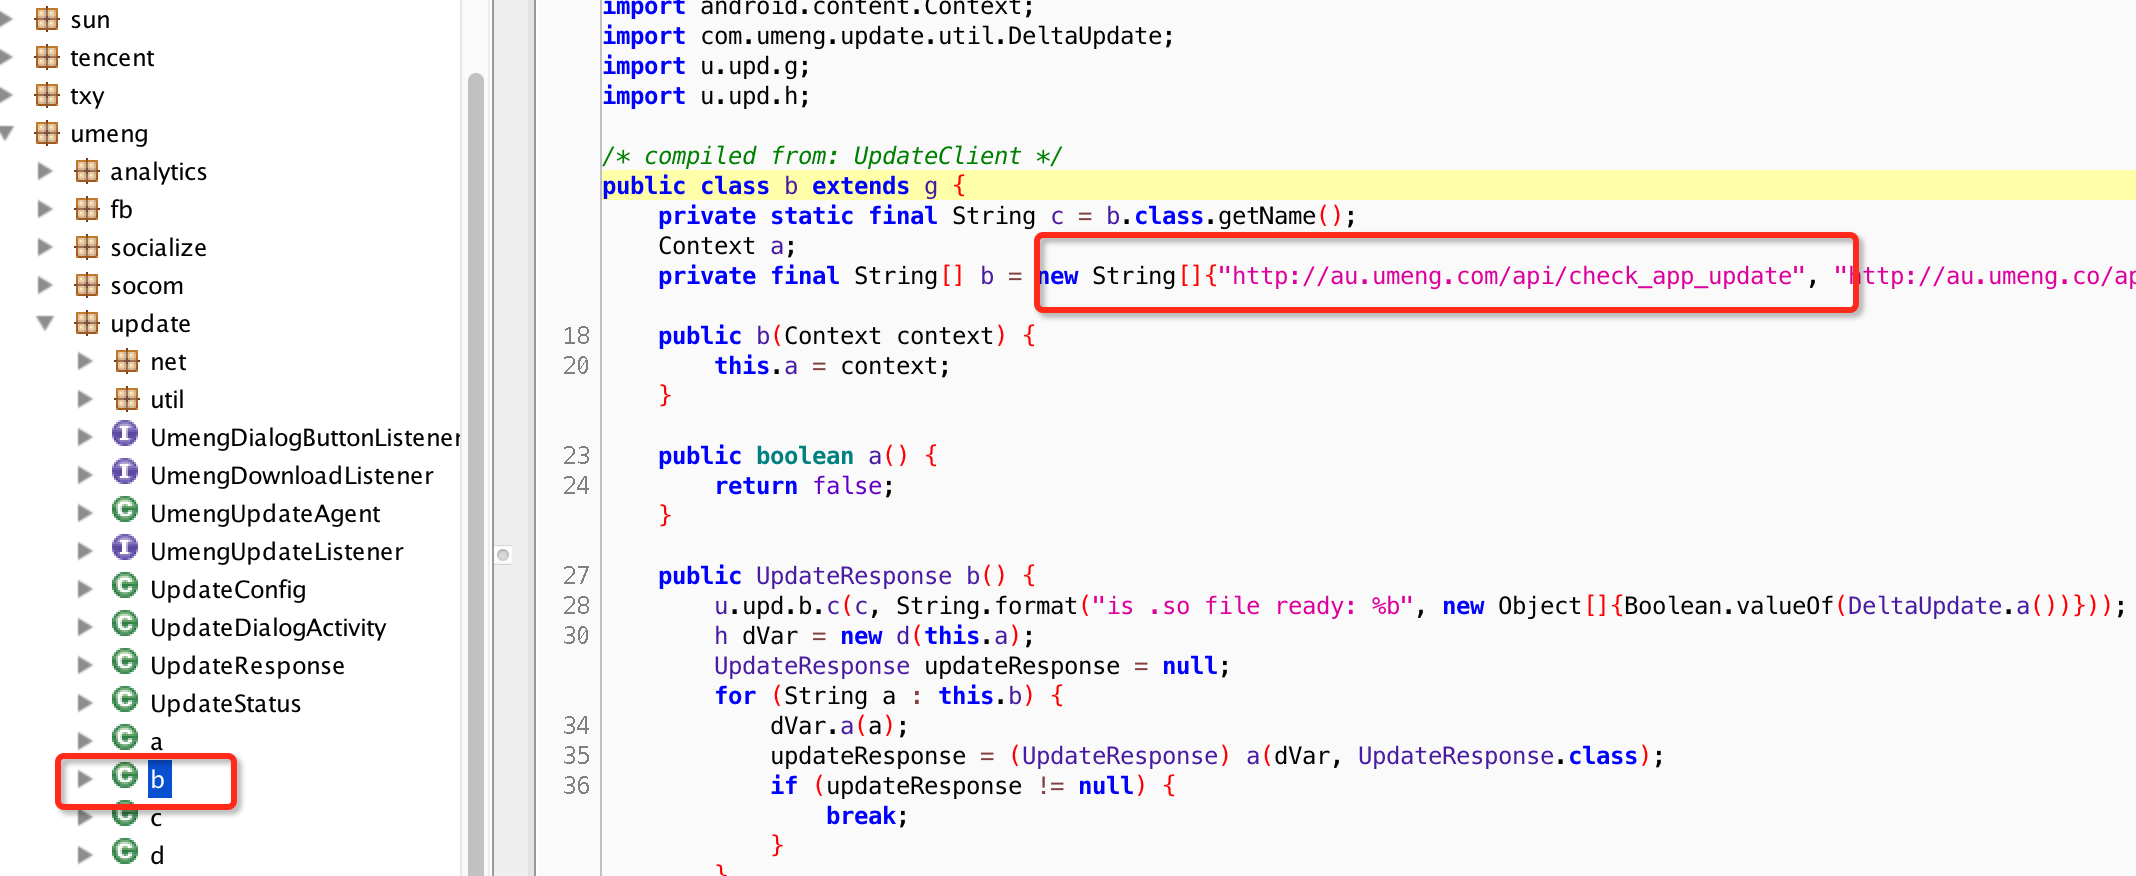 sun
tencent
txy
umeng
analytics
fb
socialize
socom
update
net
util
UmengDialogButtonListener
UmengDownloadListener
UmengUpdateAgent
UmengUpdateListener
UpdateConfig
UpdateDialogActivity
UpdateResponse
UpdateStatus
a
b
c
d
import android.content.Context;
import com.umeng.update.util.DeltaUpdate;
import u.upd.g;
import u.upd.h;
/* compiled from: UpdateClient */
public class b extends g {
private static final String c = b.class.getName();
Context a;
private final String[] b = new String[]{"http://au.umeng.com/api/check_app_update", "http://au.umeng.co/ap
18 public b(Context context) {
20 this.a = context;
}
23 public boolean a() {
24 return false;
}
27 public UpdateResponse b() {
28 u.upd.b.c(c, String.format("is .so file ready: %b", new Object[]{Boolean.valueOf(DeltaUpdate.a())}));
30 h dVar = new d(this.a);
UpdateResponse updateResponse = null;
for (String a : this.b) {
34 dVar.a(a);
35 updateResponse = (UpdateResponse) a(dVar, UpdateResponse.class);
36 if (updateResponse != null) {
break;
}
}